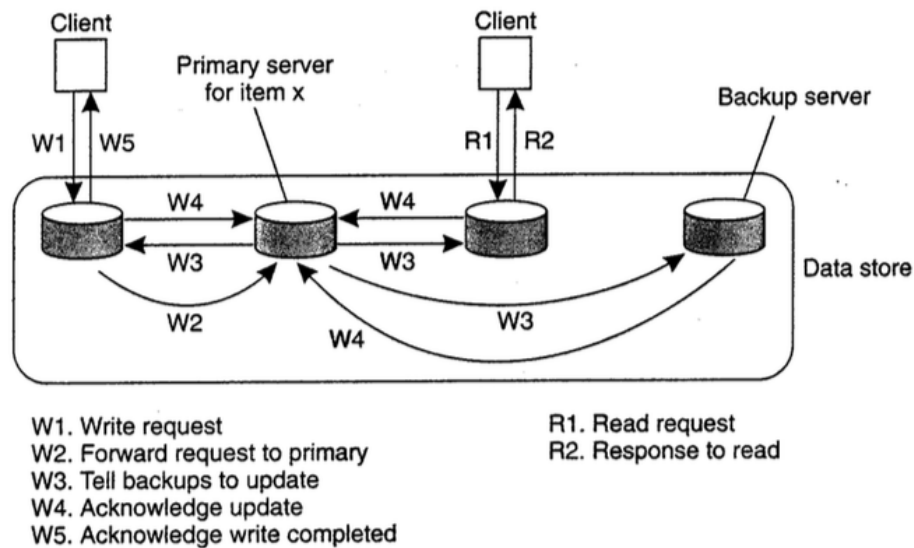 Client
Client
Primary server
for item x
Backup server
W1
W5
R1
R2
W4
W4
W3
W3
Data store
W2
W3
W4
W1. Write request
W2. Forward request to primary
W3. Tell backups to update
W4. Acknowledge update
W5. Acknowledge write completed
R1. Read request
R2. Response to read